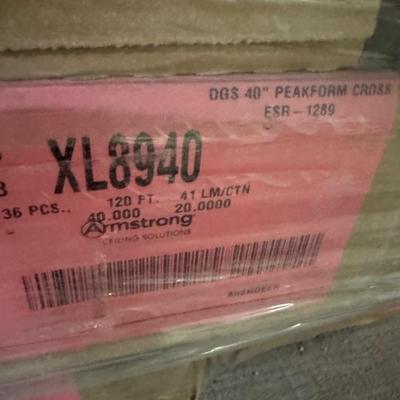 DGS 40" PEAKFORM CROSS
ESR-1289
XL8940
36 PCS.. 120 FT. 41 LM/CTN
40.000 20.0000
Armstrong
CEILING SOLUTIONS
ABERDEEN